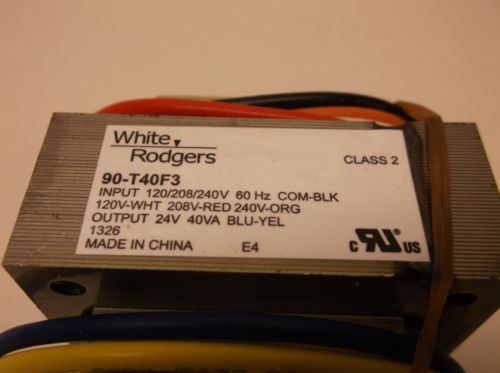 White
Rodgers
CLASS 2
90-T40F3
INPUT 120/208/240V 60 Hz COM-BLK
120V-WHT 208V-RED 240V-ORG
OUTPUT 24V 40VA BLU-YEL
1326
MADE IN CHINA E4
c RU US